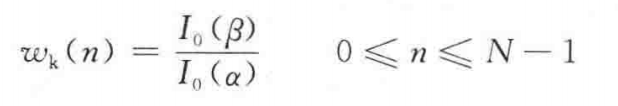 w_k(n) = I_0(β) / I_0(α)    0 ⩽ n ⩽ N − 1